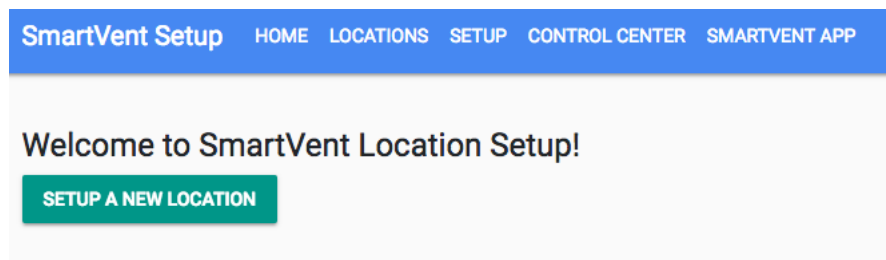 SmartVent Setup HOME LOCATIONS SETUP CONTROL CENTER SMARTVENT APP
Welcome to SmartVent Location Setup!
SETUP A NEW LOCATION